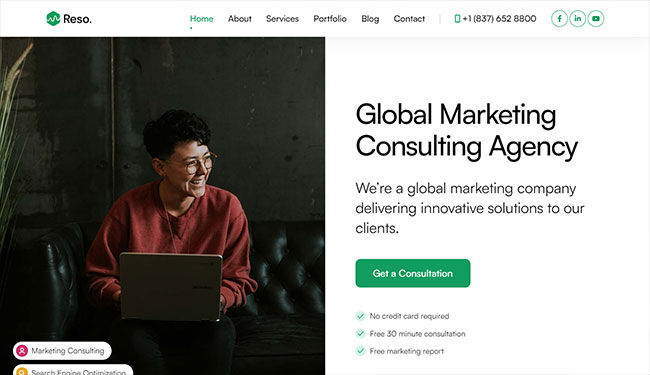 Reso.
Home About Services Portfolio Blog Contact +1 (837) 652 8800
Global Marketing
Consulting Agency
We're a global marketing company
delivering innovative solutions to our
clients.
Get a Consultation
No credit card required
Free 30 minute consultation
Free marketing report
Marketing Consulting
Search Engine Optimization